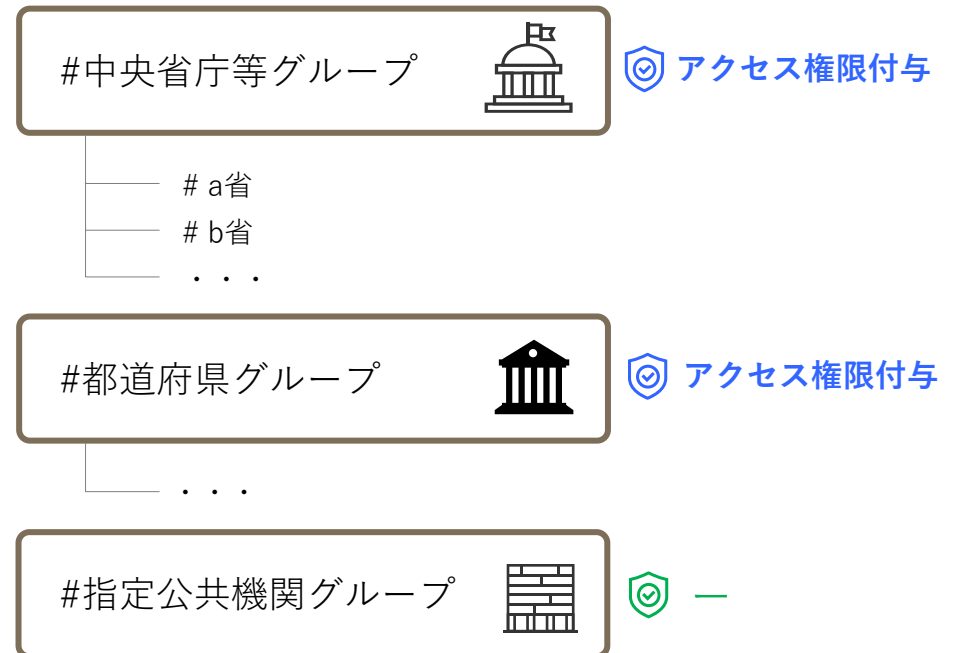 #中央省庁等グループ
アクセス権限付与
# a省
# b省
・・・
#都道府県グループ
アクセス権限付与
・・・
#指定公共機関グループ
―